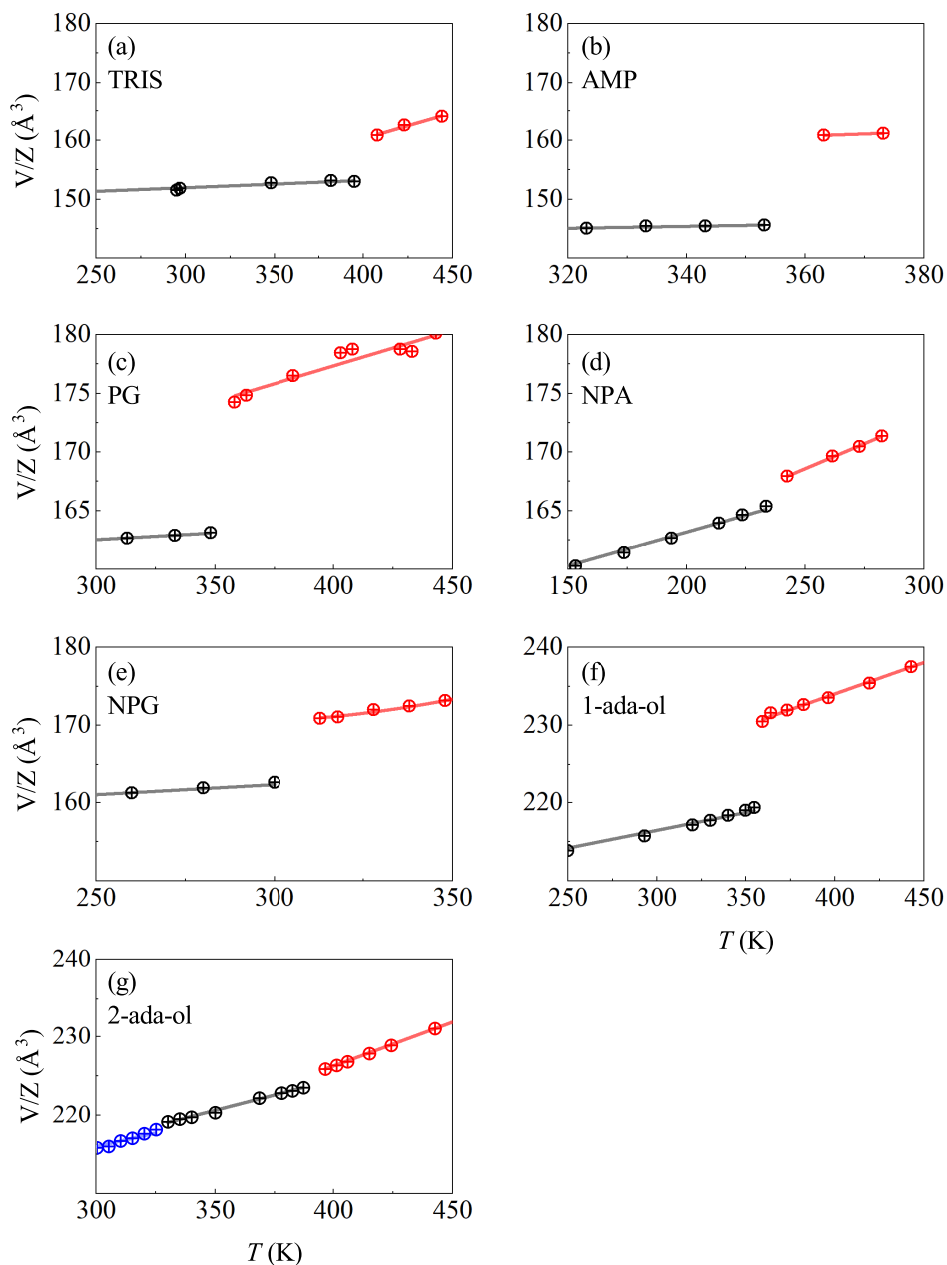 180
170
160
150
V/Z (Å³)
(a)
TRIS
250 300 350 400 450
180
170
160
150
(b)
AMP
320 340 360 380
180
175
170
165
V/Z (Å³)
(c)
PG
300 350 400 450
180
175
170
165
(d)
NPA
150 200 250 300
180
170
160
V/Z (Å³)
(e)
NPG
250 300 350
240
230
220
(f)
1-ada-ol
250 300 350 400 450
T (K)
240
230
220
V/Z (Å³)
(g)
2-ada-ol
300 350 400 450
T (K)